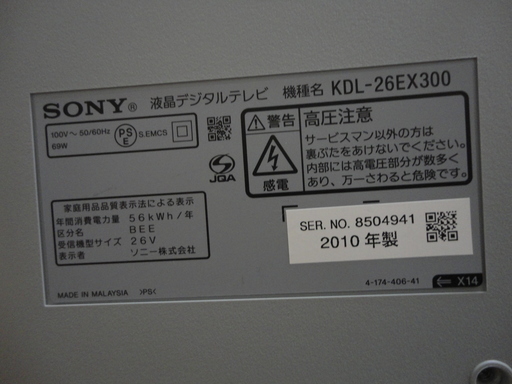 SONY® 液晶デジタルテレビ 機種名 KDL-26EX300
100V～ 50/60Hz
69W
PS
E
S.EMCS
JQA
警告 高圧注意
感電
サービスマン以外の方は
裏ぶたをあけないでください。
内部には高電圧部分が数多く
あり、万一さわると危険です。
家庭用品品質表示法による表示
年間消費電力量 56kWh/年
区分名 BEE
受信機型サイズ 26V
表示者 ソニー株式会社
SER. NO. 8504941
2010 年製
MADE IN MALAYSIA >PS<
4-174-406-41
X14